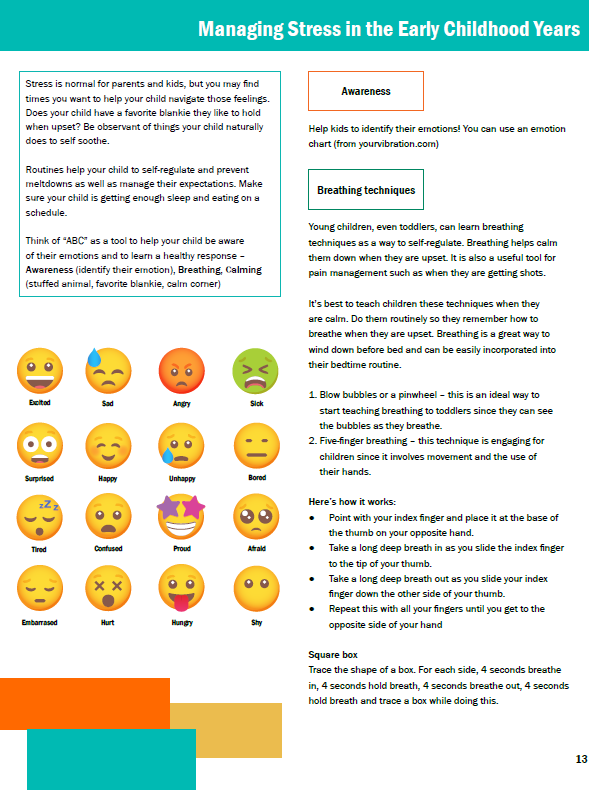 Managing Stress in the Early Childhood Years
Stress is normal for parents and kids, but you may find
times you want to help your child navigate those feelings.
Does your child have a favorite blankie they like to hold
when upset? Be observant of things your child naturally
does to self soothe.
Routines help your child to self-regulate and prevent
meltdowns as well as manage their expectations. Make
sure your child is getting enough sleep and eating on a
schedule.
Think of “ABC” as a tool to help your child be aware
of their emotions and to learn a healthy response –
Awareness (identify their emotion), Breathing, Calming
(stuffed animal, favorite blankie, calm corner)
Excited
Sad
Angry
Sick
Surprised
Happy
Unhappy
Bored
zZz
Tired
Confused
Proud
Afraid
Embarrased
Hurt
Hungry
Shy
Awareness
Help kids to identify their emotions! You can use an emotion
chart (from yourvibration.com)
Breathing techniques
Young children, even toddlers, can learn breathing
techniques as a way to self-regulate. Breathing helps calm
them down when they are upset. It is also a useful tool for
pain management such as when they are getting shots.
It's best to teach children these techniques when they
are calm. Do them routinely so they remember how to
breathe when they are upset. Breathing is a great way to
wind down before bed and can be easily incorporated into
their bedtime routine.
1. Blow bubbles or a pinwheel – this is an ideal way to
start teaching breathing to toddlers since they can see
the bubbles as they breathe.
2. Five-finger breathing – this technique is engaging for
children since it involves movement and the use of
their hands.
Here's how it works:
• Point with your index finger and place it at the base of
the thumb on your opposite hand.
• Take a long deep breath in as you slide the index finger
to the tip of your thumb.
• Take a long deep breath out as you slide your index
finger down the other side of your thumb.
• Repeat this with all your fingers until you get to the
opposite side of your hand
Square box
Trace the shape of a box. For each side, 4 seconds breathe
in, 4 seconds hold breath, 4 seconds breathe out, 4 seconds
hold breath and trace a box while doing this.
13